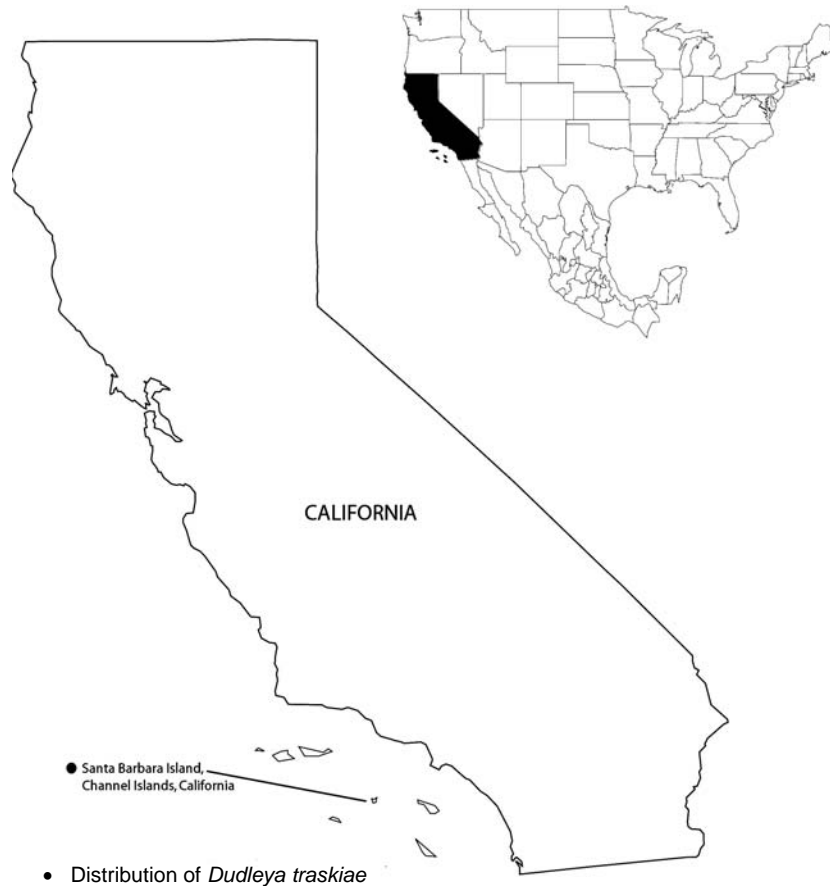 CALIFORNIA
● Santa Barbara Island,
Channel Islands, California
• Distribution of Dudleya traskiae